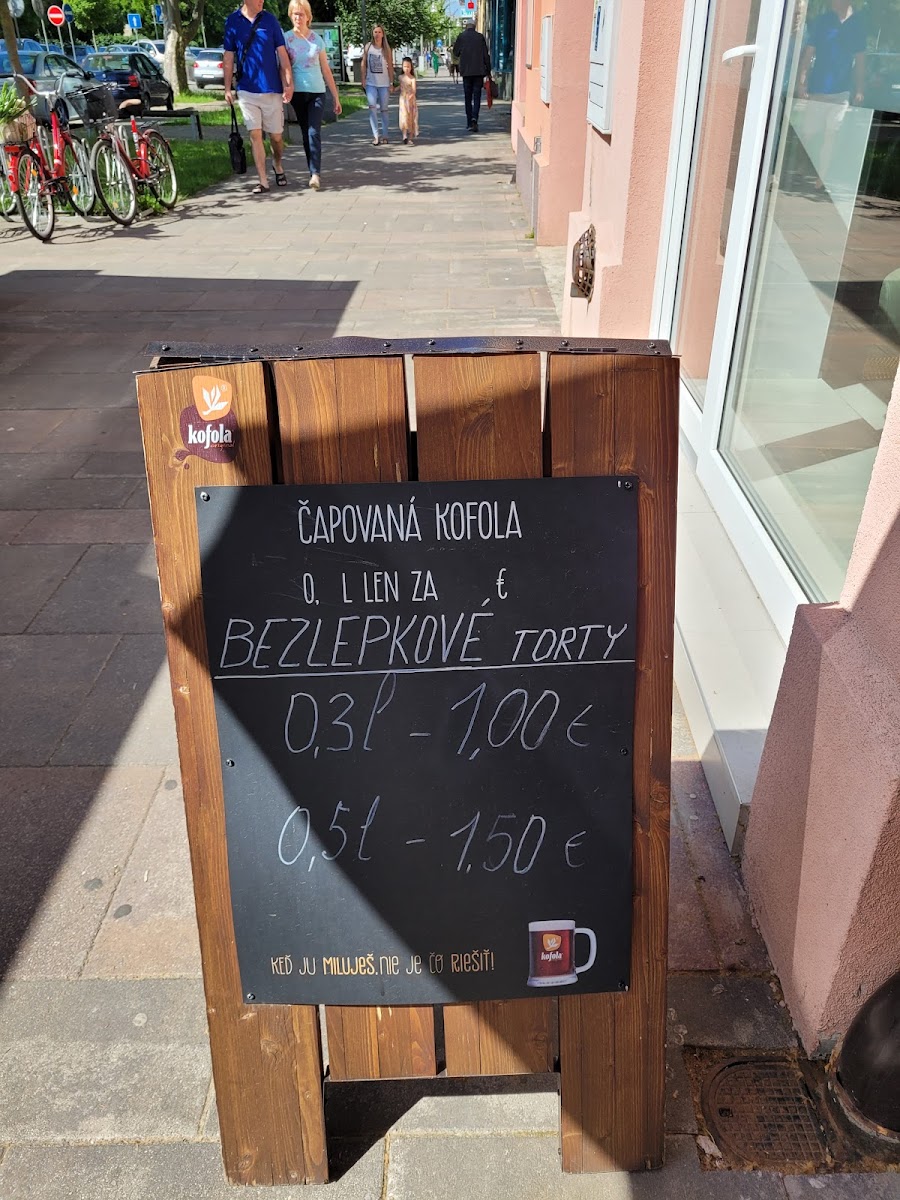 kofola
ČAPOVANÁ KOFOLA
0, L LEN ZA €
BEZLEPKOVÉ TORTY
0,3l - 1,00 €
0,5l - 1.50 €
kofola
KEĎ JU MILUJEŠ, NIE JE ČO RIEŠIŤ!